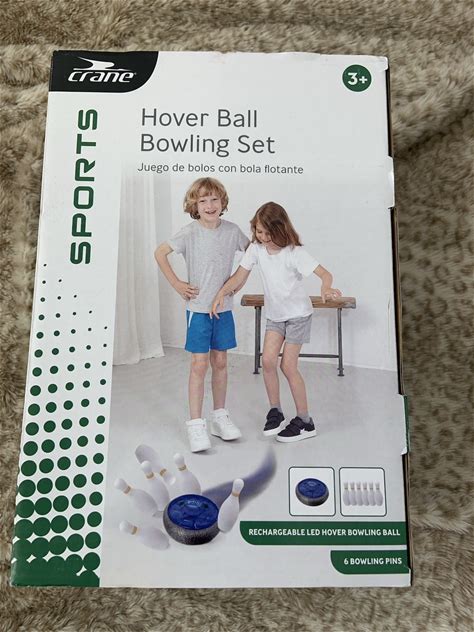 crane
3+
SPORTS
Hover Ball
Bowling Set
Juego de bolos con bola flotante
RECHARGEABLE LED HOVER BOWLING BALL
6 BOWLING PINS